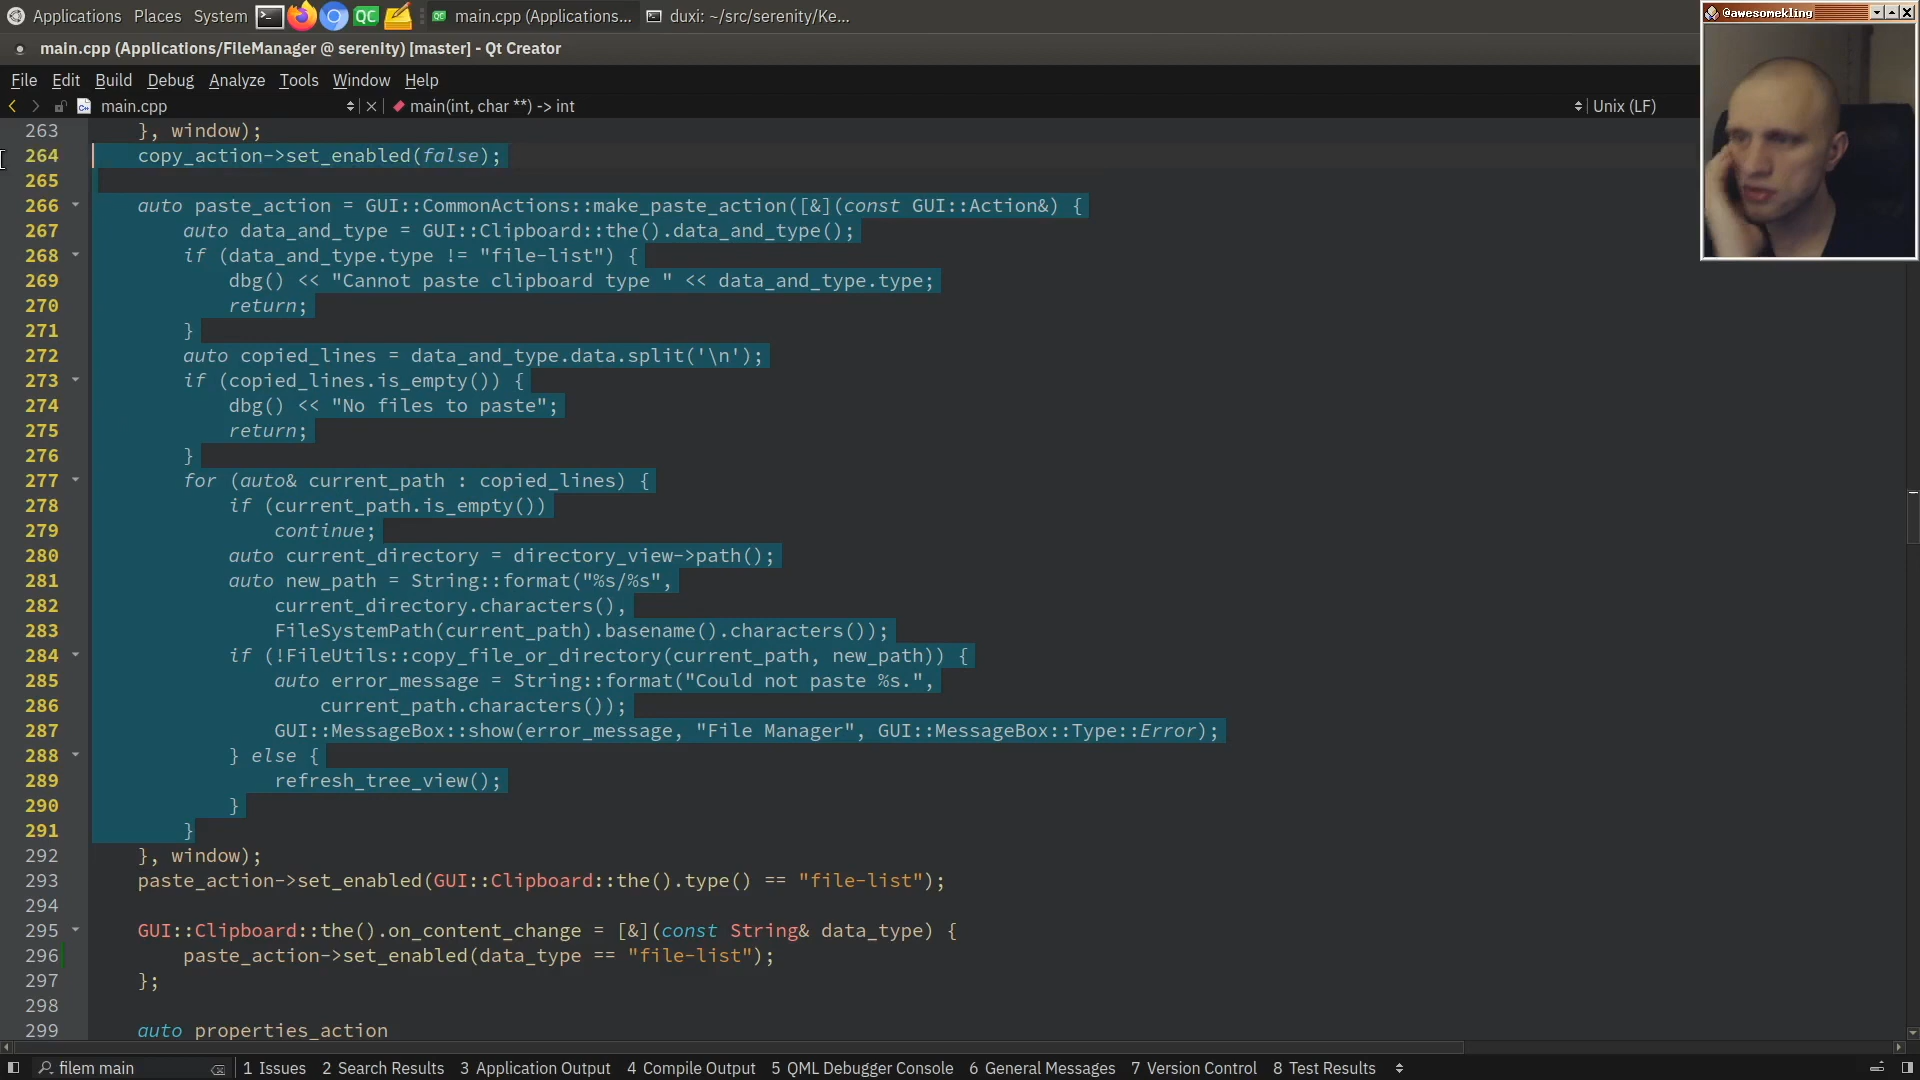 Applications Places System main.cpp (Applications... duxi: ~/src/serenity/Ke...
@awesomekling
main.cpp (Applications/FileManager @ serenity) [master] - Qt Creator
File Edit Build Debug Analyze Tools Window Help
main.cpp main(int, char **) -> int Unix (LF)
263 }, window);
264 copy_action->set_enabled(false);
265
266 auto paste_action = GUI::CommonActions::make_paste_action([&](const GUI::Action&) {
267 auto data_and_type = GUI::Clipboard::the().data_and_type();
268 if (data_and_type.type != "file-list") {
269 dbg() << "Cannot paste clipboard type " << data_and_type.type;
270 return;
271 }
272 auto copied_lines = data_and_type.data.split('\n');
273 if (copied_lines.is_empty()) {
274 dbg() << "No files to paste";
275 return;
276 }
277 for (auto& current_path : copied_lines) {
278 if (current_path.is_empty())
279 continue;
280 auto current_directory = directory_view->path();
281 auto new_path = String::format("%s/%s",
282 current_directory.characters(),
283 FileSystemPath(current_path).basename().characters());
284 if (!FileUtils::copy_file_or_directory(current_path, new_path)) {
285 auto error_message = String::format("Could not paste %s.",
286 current_path.characters());
287 GUI::MessageBox::show(error_message, "File Manager", GUI::MessageBox::Type::Error);
288 } else {
289 refresh_tree_view();
290 }
291 }
292 }, window);
293 paste_action->set_enabled(GUI::Clipboard::the().type() == "file-list");
294
295 GUI::Clipboard::the().on_content_change = [&](const String& data_type) {
296 paste_action->set_enabled(data_type == "file-list");
297 };
298
299 auto properties_action
filem main 1 Issues 2 Search Results 3 Application Output 4 Compile Output 5 QML Debugger Console 6 General Messages 7 Version Control 8 Test Results